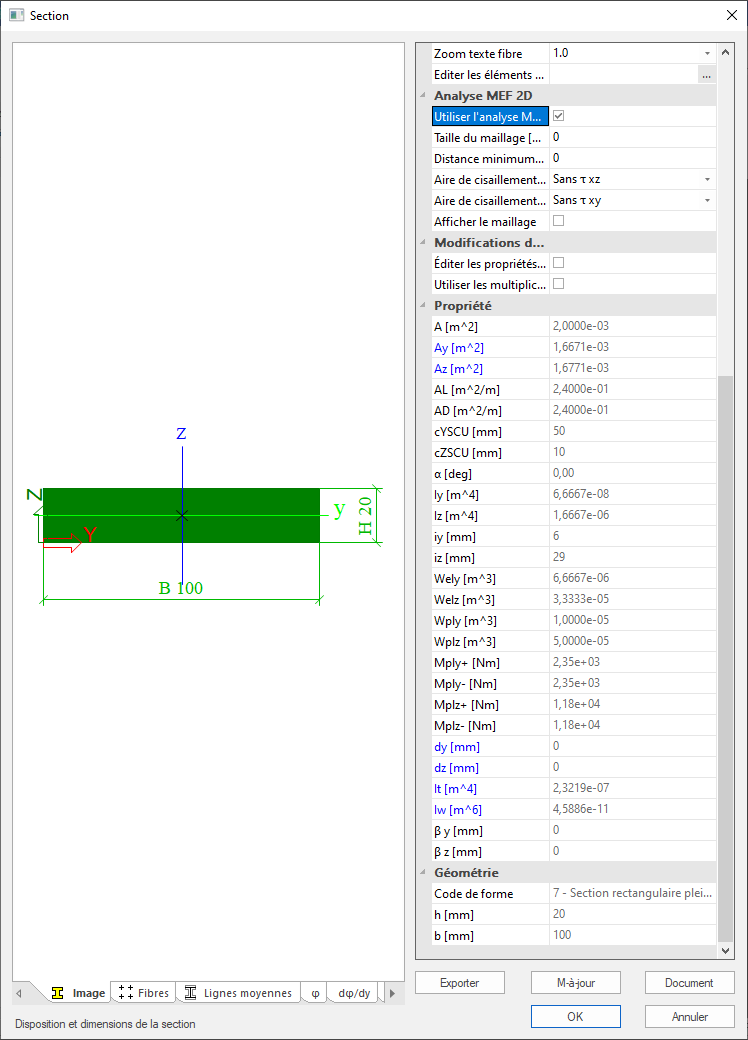 Section
Z
Z
Y
y
H 20
B 100
Image
Fibres
Lignes moyennes
φ
dφ/dy
Disposition et dimensions de la section
Zoom texte fibre 1.0
Editer les éléments ... ...
Analyse MEF 2D
Utiliser l'analyse M...
Taille du maillage [... 0
Distance minimum... 0
Aire de cisaillement... Sans τ xz
Aire de cisaillement... Sans τ xy
Afficher le maillage
Modifications d...
Éditer les propriétés...
Utiliser les multiplic...
Propriété
A [m^2] 2,0000e-03
Ay [m^2] 1,6671e-03
Az [m^2] 1,6771e-03
AL [m^2/m] 2,4000e-01
AD [m^2/m] 2,4000e-01
cYSCU [mm] 50
cZSCU [mm] 10
α [deg] 0,00
Iy [m^4] 6,6667e-08
Iz [m^4] 1,6667e-06
iy [mm] 6
iz [mm] 29
Wely [m^3] 6,6667e-06
Welz [m^3] 3,3333e-05
Wply [m^3] 1,0000e-05
Wplz [m^3] 5,0000e-05
Mply+ [Nm] 2,35e+03
Mply- [Nm] 2,35e+03
Mplz+ [Nm] 1,18e+04
Mplz- [Nm] 1,18e+04
dy [mm] 0
dz [mm] 0
It [m^4] 2,3219e-07
Iw [m^6] 4,5886e-11
β y [mm] 0
β z [mm] 0
Géométrie
Code de forme 7 - Section rectangulaire plei...
h [mm] 20
b [mm] 100
Exporter
M-à-jour
Document
OK
Annuler